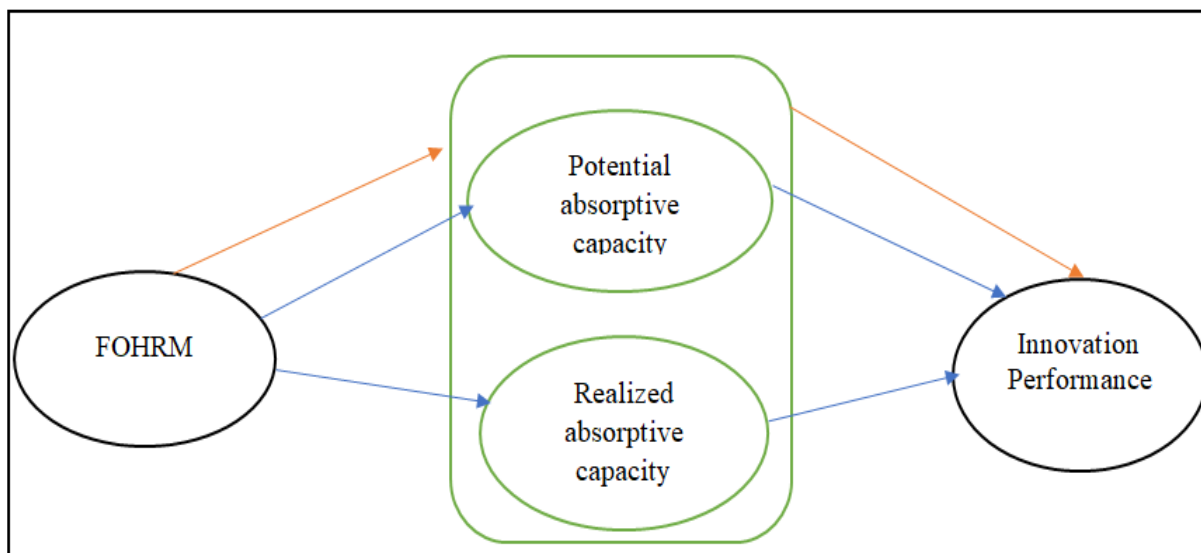 Potential
absorptive
capacity
FOHRM
Innovation
Performance
Realized
absorptive
capacity